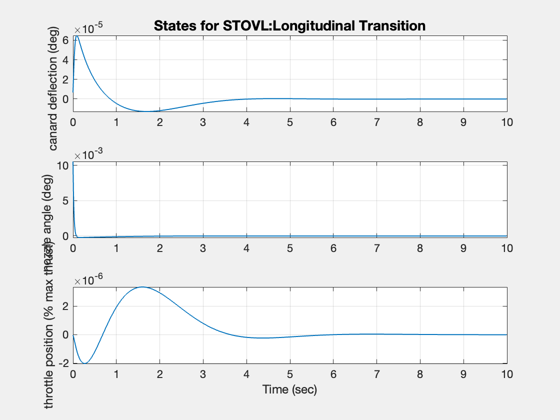 States for STOVL:Longitudinal Transition
×10^-5
canard deflection (deg)
6
4
2
0
0 1 2 3 4 5 6 7 8 9 10
×10^-3
nozzle angle (deg)
10
5
0
0 1 2 3 4 5 6 7 8 9 10
×10^-6
throttle position (% max thrust)
2
0
-2
0 1 2 3 4 5 6 7 8 9 10
Time (sec)